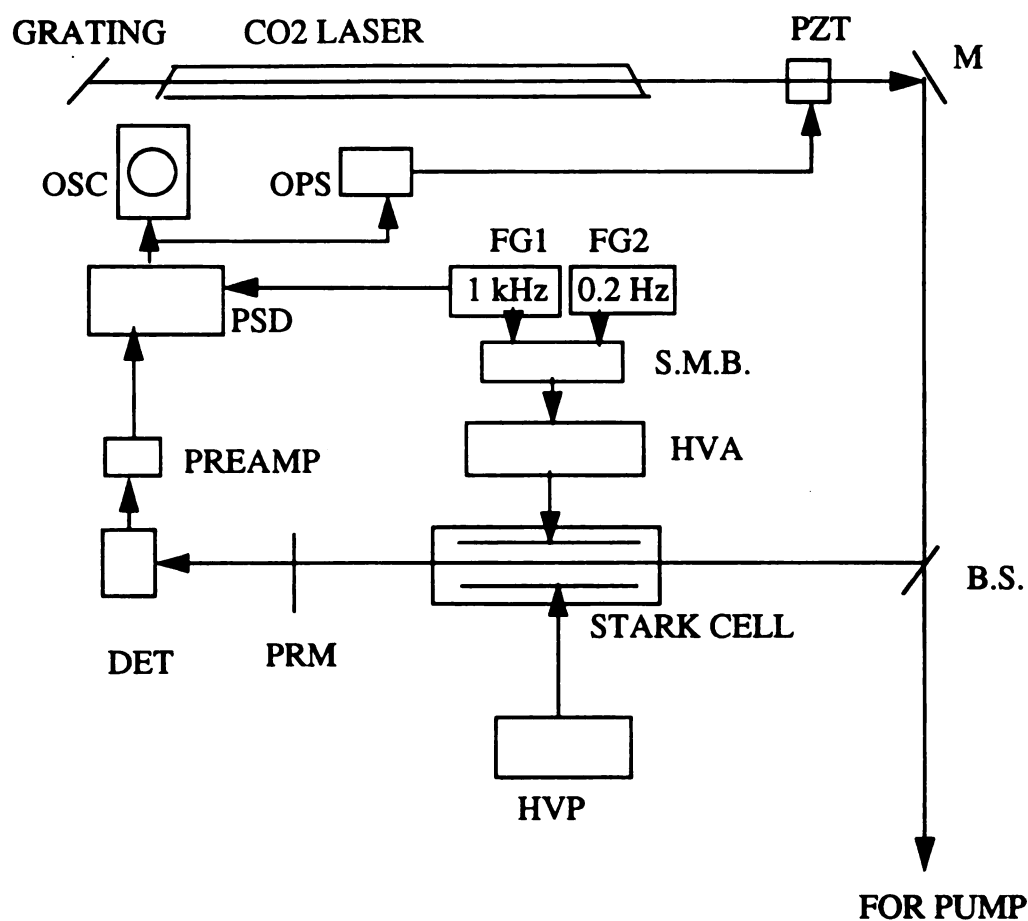 GRATING
CO2 LASER
PZT
M
OSC
OPS
FG1
FG2
1 kHz
0.2 Hz
PSD
S.M.B.
PREAMP
HVA
B.S.
STARK CELL
DET
PRM
HVP
FOR PUMP